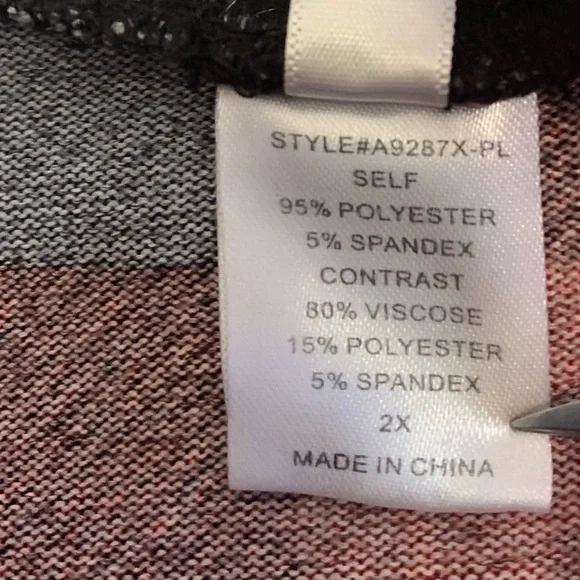 STYLE#A9287X-PL
SELF
95% POLYESTER
5% SPANDEX
CONTRAST
80% VISCOSE
15% POLYESTER
5% SPANDEX
2X
MADE IN CHINA